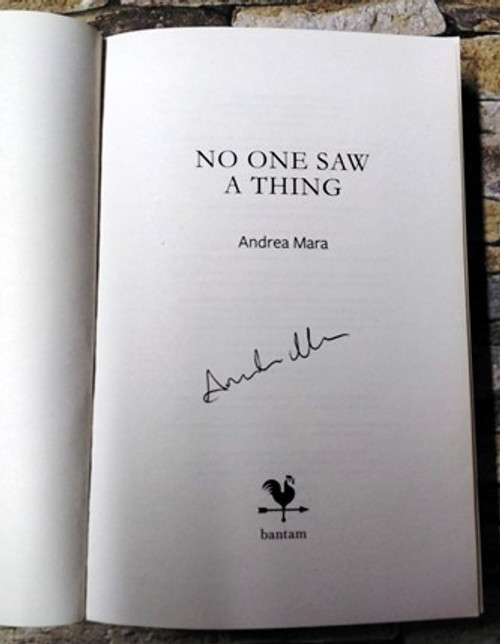 NO ONE SAW
A THING
Andrea Mara
bantam